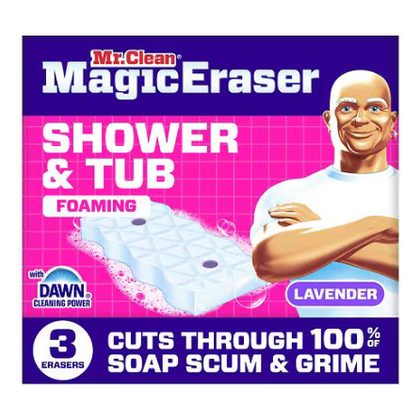 Mr. Clean®
MagicEraser
SHOWER
& TUB
FOAMING
with
DAWN
CLEANING POWER
LAVENDER
3
ERASERS
CUTS THROUGH 100% OF
SOAP SCUM & GRIME